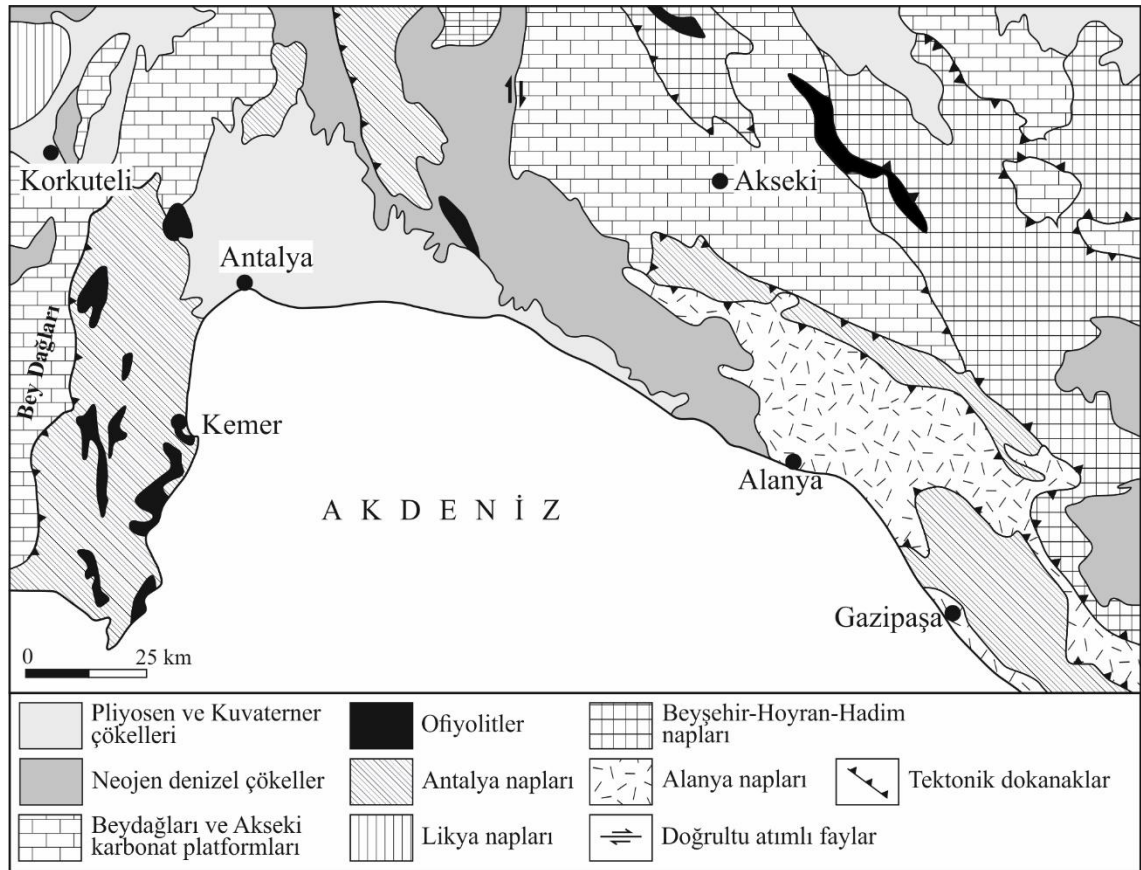 Korkuteli
Akseki
Antalya
Bey Dağları
Kemer
AKDENİZ
Alanya
Gazipaşa
0 25 km
Pliyosen ve Kuvaterner
çökelleri
Neojen denizel çökeller
Beydağları ve Akseki
karbonat platformları
Ofiyolitler
Antalya napları
Likya napları
Beyşehir-Hoyran-Hadim
napları
Alanya napları
Doğrultu atımlı faylar
Tektonik dokanaklar